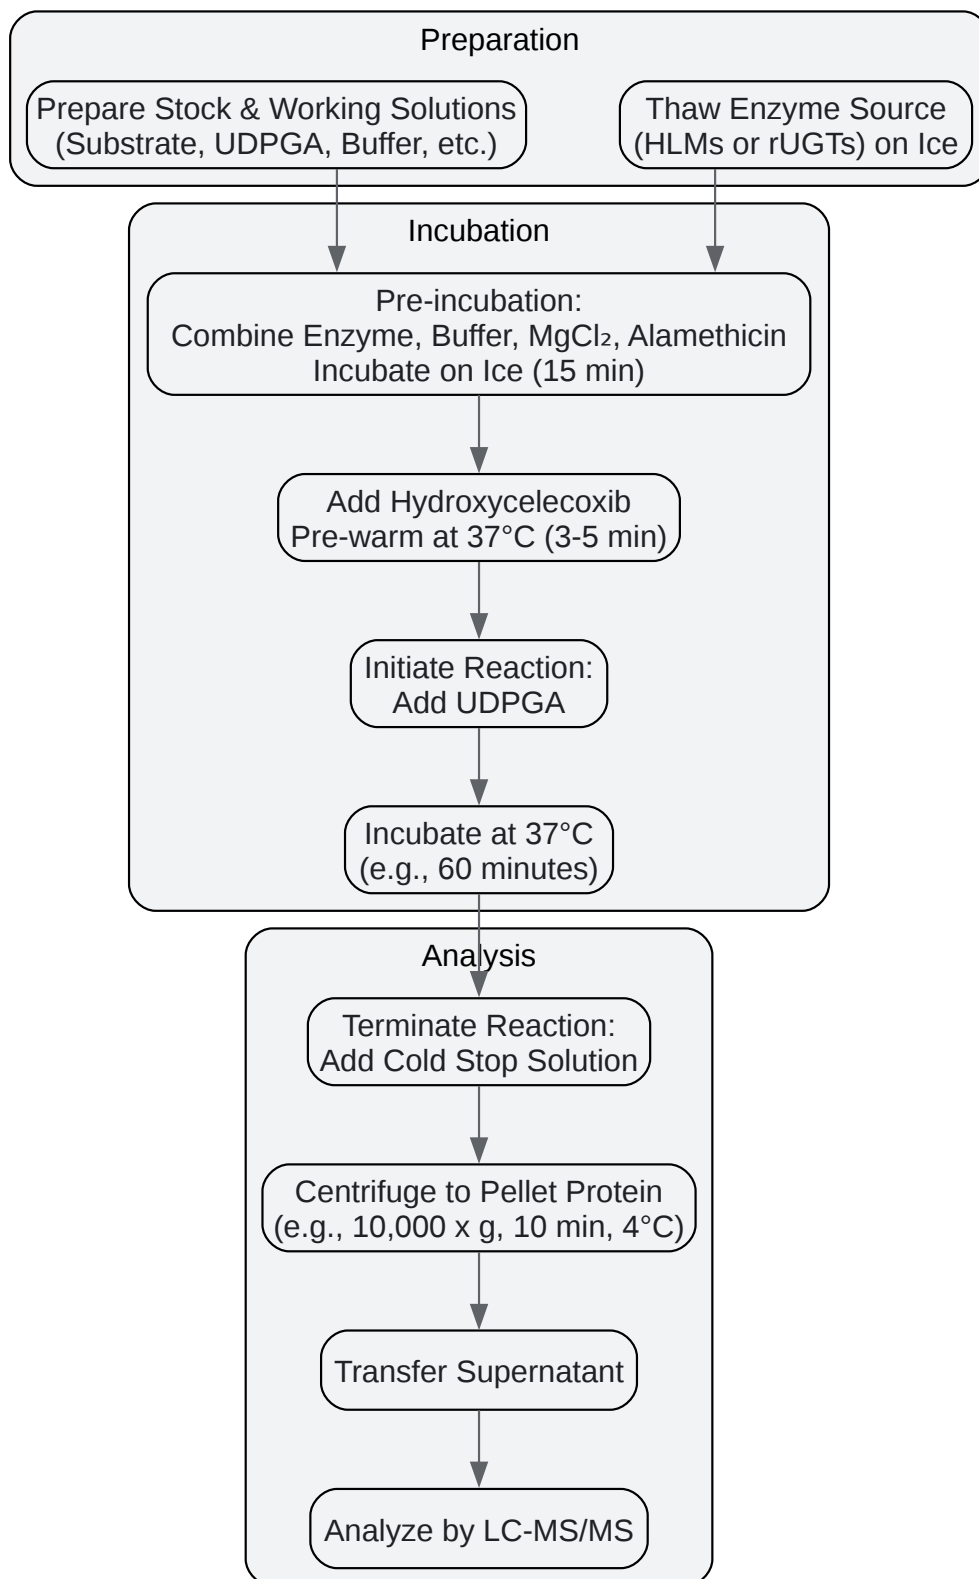 Preparation
Prepare Stock & Working Solutions
(Substrate, UDPGA, Buffer, etc.)
Thaw Enzyme Source
(HLMs or rUGTs) on Ice
Incubation
Pre-incubation:
Combine Enzyme, Buffer, MgCl₂, Alamethicin
Incubate on Ice (15 min)
Add Hydroxycelecoxib
Pre-warm at 37°C (3-5 min)
Initiate Reaction:
Add UDPGA
Incubate at 37°C
(e.g., 60 minutes)
Analysis
Terminate Reaction:
Add Cold Stop Solution
Centrifuge to Pellet Protein
(e.g., 10,000 x g, 10 min, 4°C)
Transfer Supernatant
Analyze by LC-MS/MS